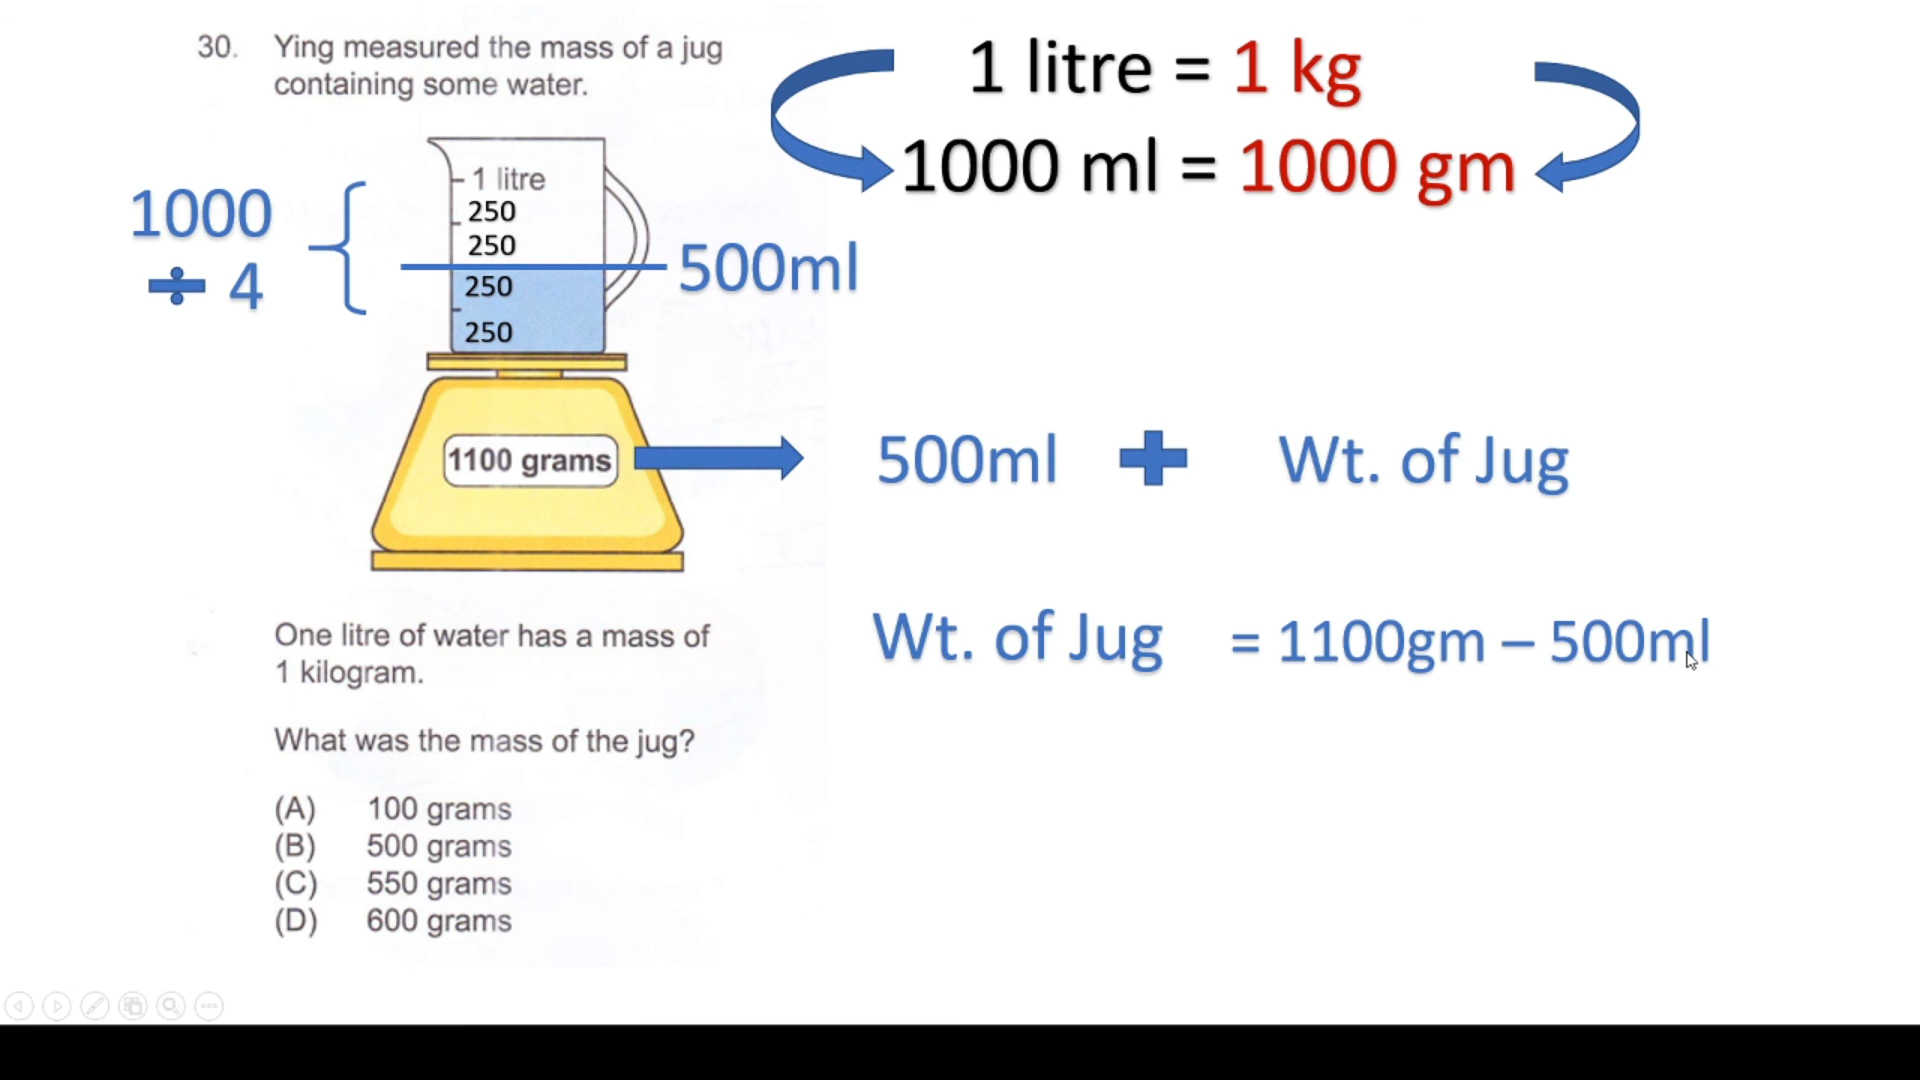 30. Ying measured the mass of a jug
containing some water.
1 litre = 1 kg
1000 ml = 1000 gm
1000
÷ 4
1 litre
250
250
250
250
500ml
1100 grams
500ml + Wt. of Jug
Wt. of Jug = 1100gm – 500ml
One litre of water has a mass of
1 kilogram.
What was the mass of the jug?
(A) 100 grams
(B) 500 grams
(C) 550 grams
(D) 600 grams